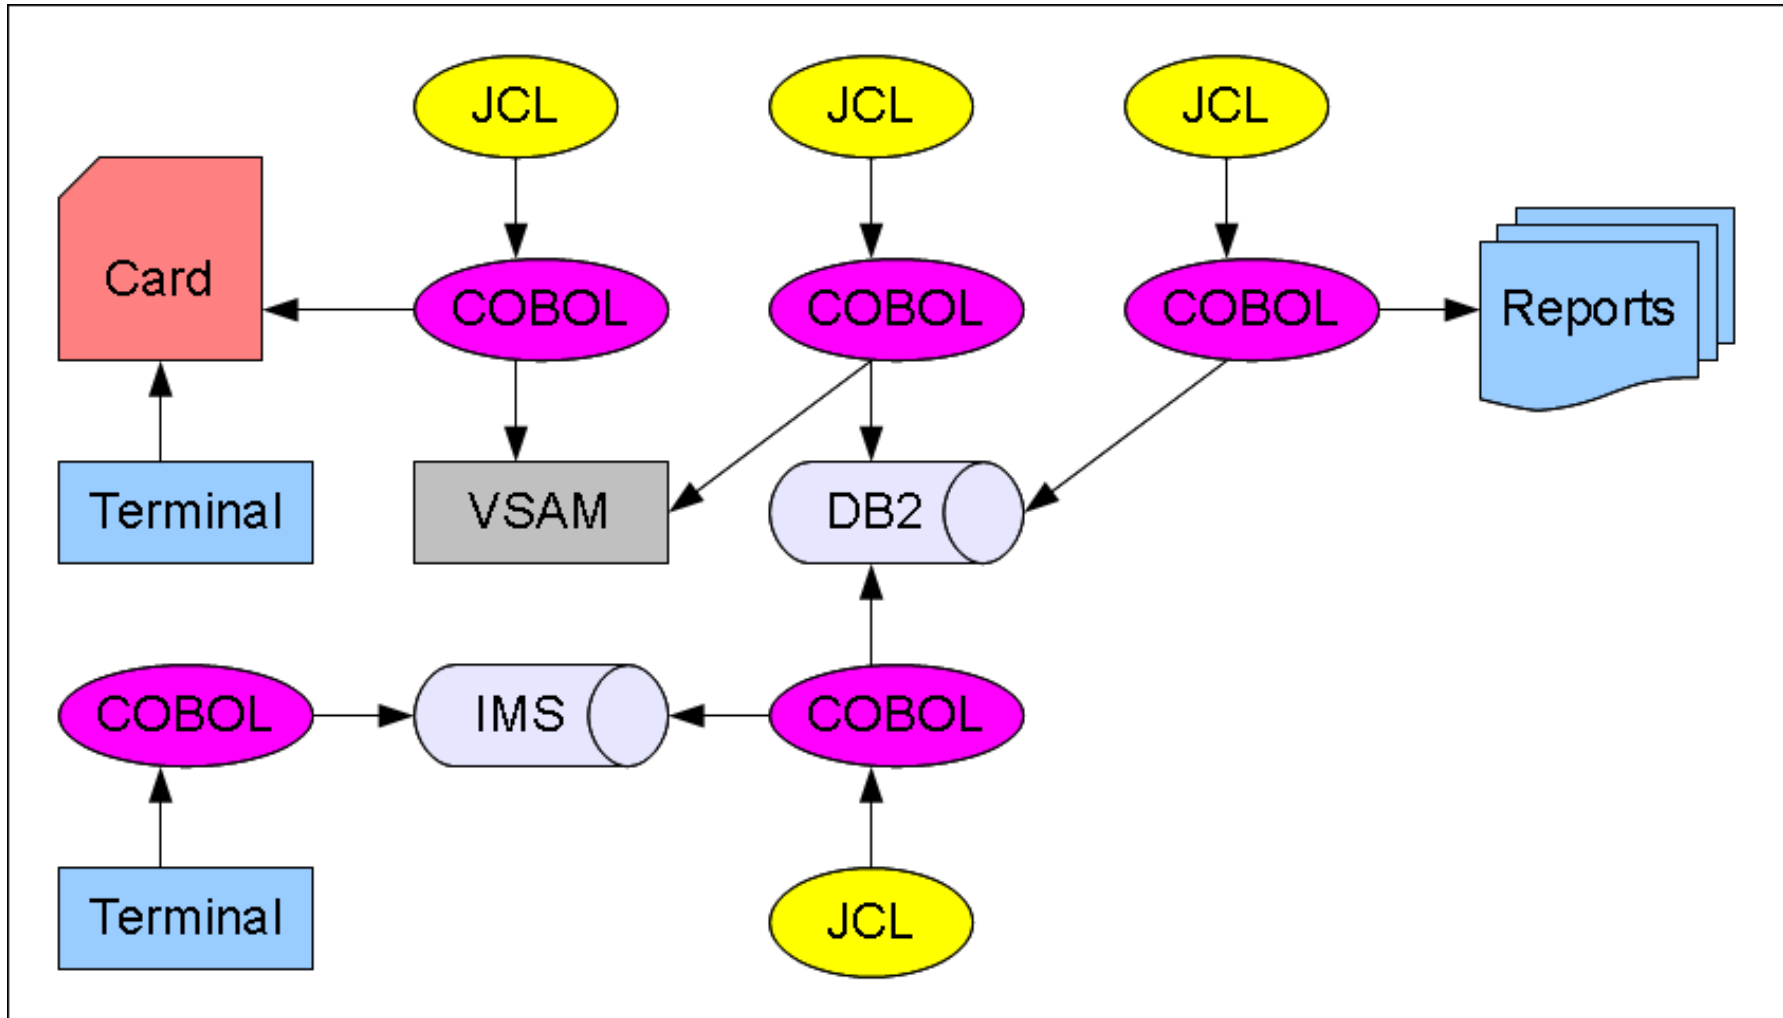 JCL
JCL
JCL
Card
COBOL
COBOL
COBOL
Reports
Terminal
VSAM
DB2
COBOL
IMS
COBOL
Terminal
JCL